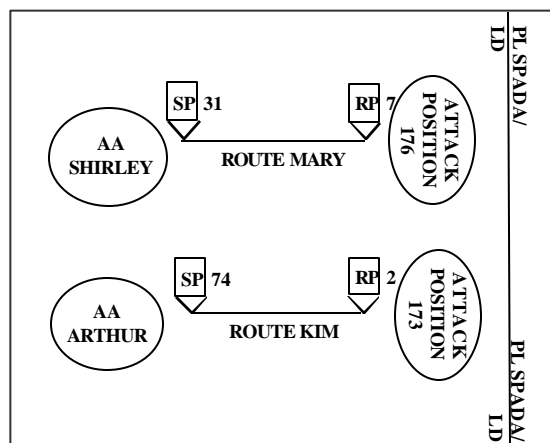 PL SPADA/
LD
SP 31
RP 7
AA
SHIRLEY
ROUTE MARY
ATTACK
POSITION
176
SP 74
RP 2
AA
ARTHUR
ROUTE KIM
ATTACK
POSITION
173
PL SPADA/
LD